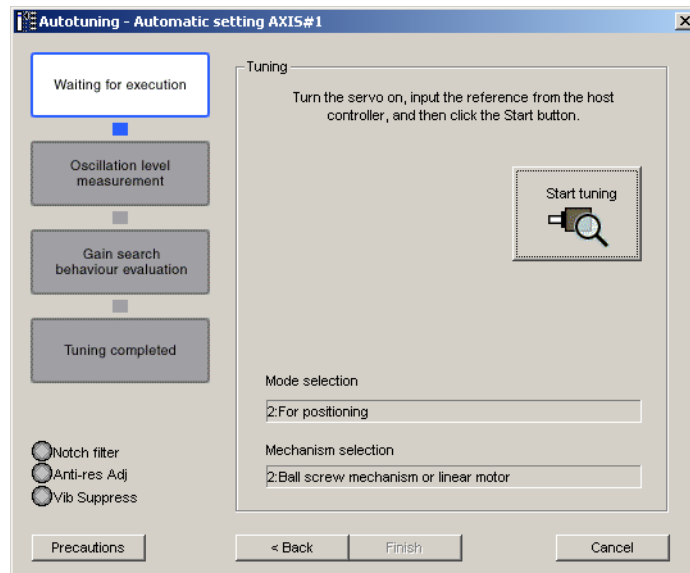 Autotuning - Automatic setting AXIS#1
Waiting for execution
Oscillation level
measurement
Gain search
behaviour evaluation
Tuning completed
Notch filter
Anti-res Adj
Vib Suppress
Tuning
Turn the servo on, input the reference from the host
controller, and then click the Start button.
Start tuning
Mode selection
2:For positioning
Mechanism selection
2:Ball screw mechanism or linear motor
Precautions
< Back
Finish
Cancel